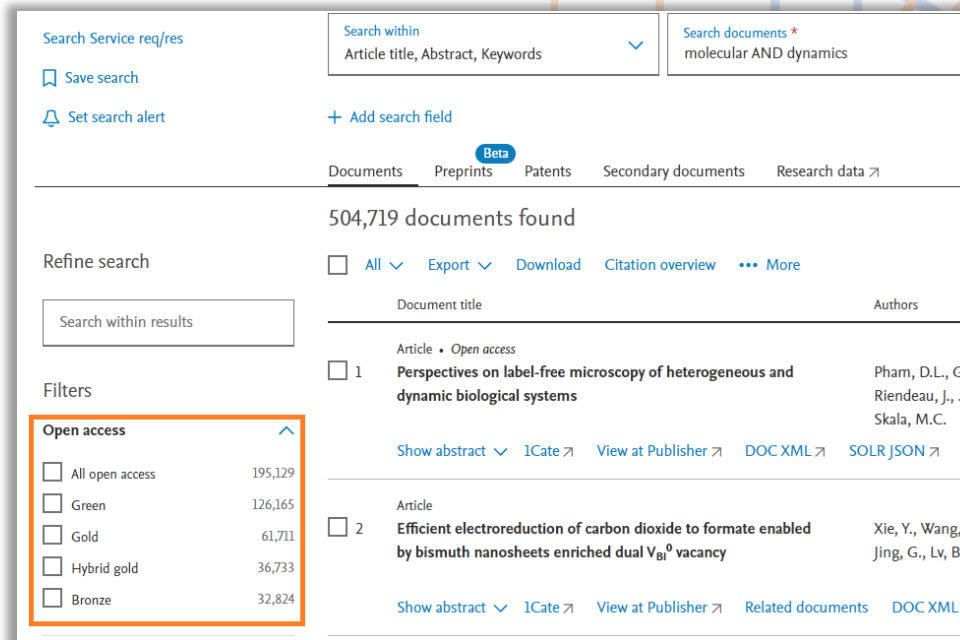 Search Service req/res
Save search
Set search alert
Search within
Article title, Abstract, Keywords
Search documents *
molecular AND dynamics
+ Add search field
Beta
Documents Preprints Patents Secondary documents Research data
504,719 documents found
Refine search
Search within results
Filters
Open access
All open access 195,129
Green 126,165
Gold 61,711
Hybrid gold 36,733
Bronze 32,824
All Export Download Citation overview ••• More
Document title Authors
Article • Open access
1 Perspectives on label-free microscopy of heterogeneous and
dynamic biological systems
Pham, D.L., G
Riendeau, J., .
Skala, M.C.
Show abstract 1Cate View at Publisher DOC XML SOLR JSON
Article
2 Efficient electroreduction of carbon dioxide to formate enabled
by bismuth nanosheets enriched dual VBI0 vacancy
Xie, Y., Wang,
Jing, G., Lv, B
Show abstract 1Cate View at Publisher Related documents DOC XML